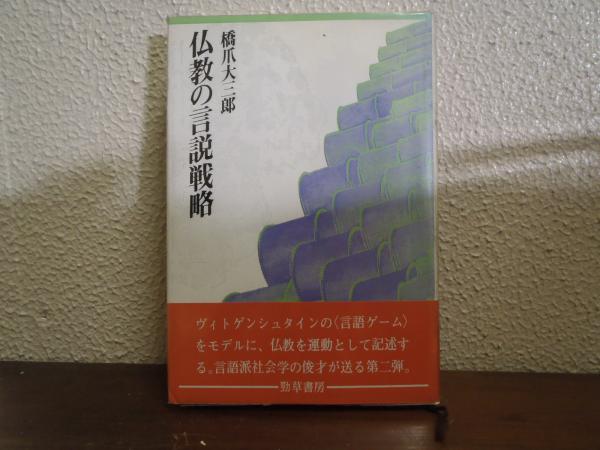 橋爪大三郎
仏教の言説戦略
ヴィトゲンシュタインの〈言語ゲーム〉
をモデルに、仏教を運動として記述す
る。言語派社会学の俊才が送る第二弾。
勁草書房